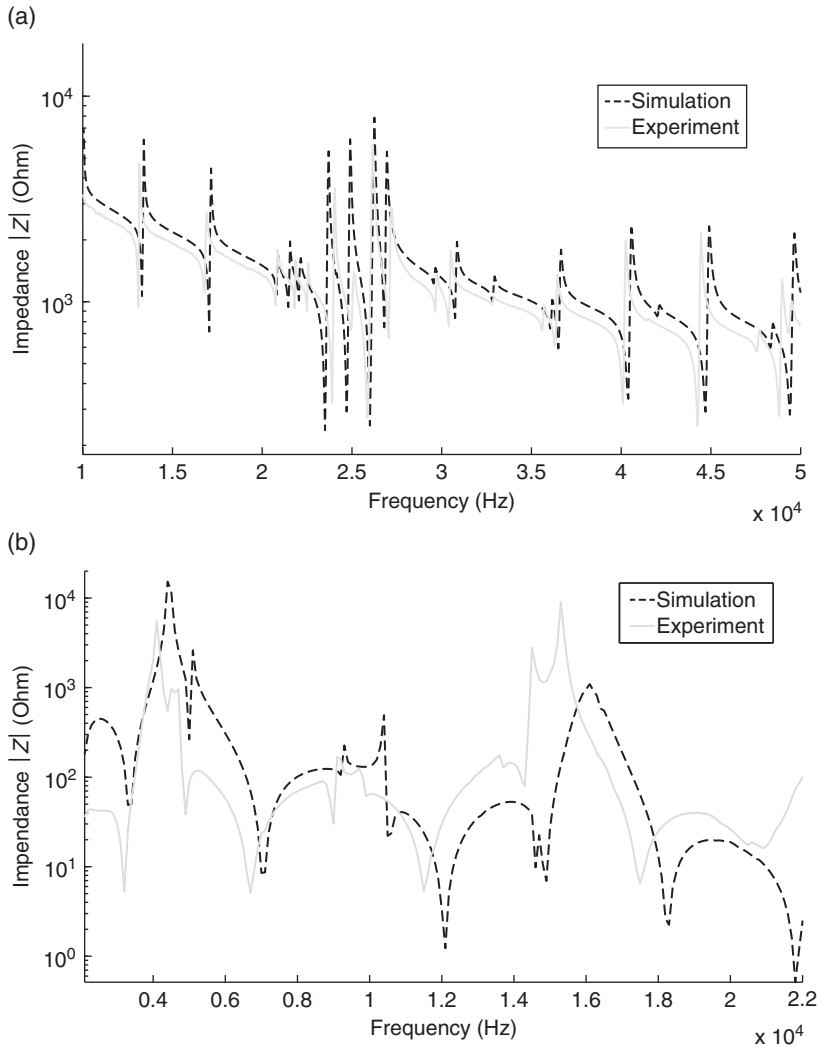 (a)
10^4
10^3
Impedance |Z| (Ohm)
Simulation
Experiment
1 1.5 2 2.5 3 3.5 4 4.5 5
Frequency (Hz)
x 10^4
(b)
10^4
10^3
10^2
10^1
10^0
Impendance |Z| (Ohm)
Simulation
Experiment
0.4 0.6 0.8 1 1.2 1.4 1.6 1.8 2 2.2
Frequency (Hz)
x 10^4